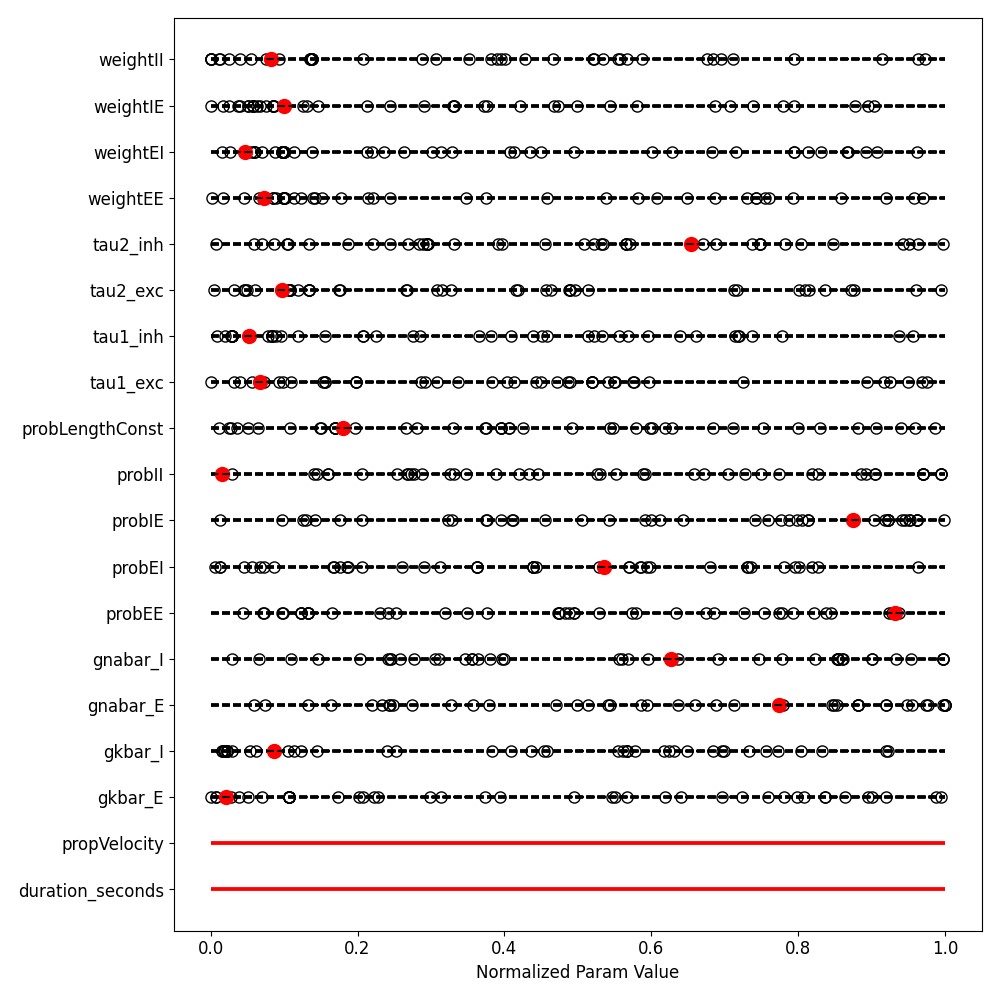 weightII
weightIE
weightEI
weightEE
tau2_inh
tau2_exc
tau1_inh
tau1_exc
probLengthConst
probII
probIE
probEI
probEE
gnabar_I
gnabar_E
gkbar_I
gkbar_E
propVelocity
duration_seconds
0.0 0.2 0.4 0.6 0.8 1.0
Normalized Param Value